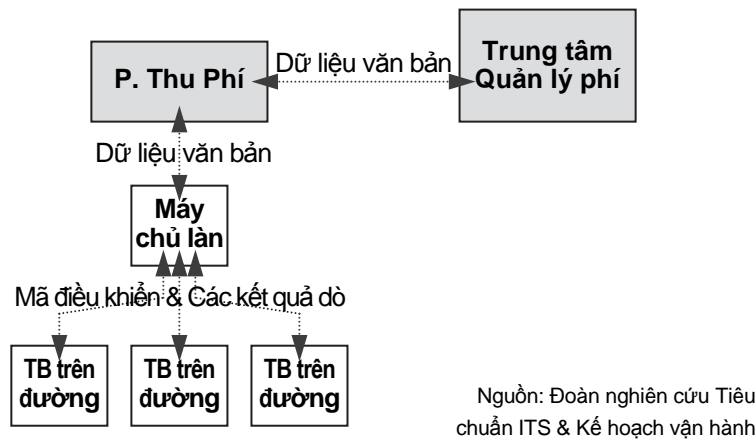 P. Thu Phí
Dữ liệu văn bản
Trung tâm
Quản lý phí
Dữ liệu văn bản
Máy
chủ làn
Mã điều khiển & Các kết quả dò
TB trên
đường
TB trên
đường
TB trên
đường
Nguồn: Đoàn nghiên cứu Tiêu
chuẩn ITS & Kế hoạch vận hành